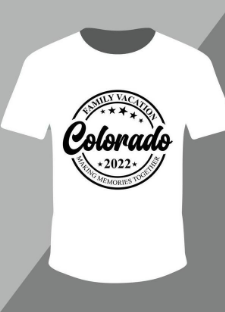 FAMILY VACATION
Colorado
2022
MAKING MEMORIES TOGETHER